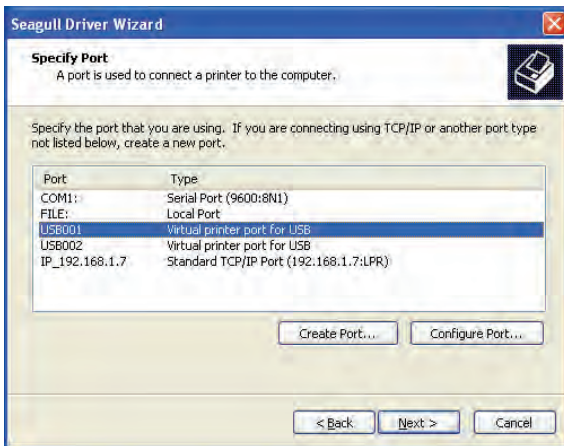 Seagull Driver Wizard
Specify Port
A port is used to connect a printer to the computer.
Specify the port that you are using. If you are connecting using TCP/IP or another port type
not listed below, create a new port.
Port Type
COM1: Serial Port (9600:8N1)
FILE: Local Port
USB001 Virtual printer port for USB
USB002 Virtual printer port for USB
IP_192.168.1.7 Standard TCP/IP Port (192.168.1.7:LPR)
Create Port... Configure Port...
< Back Next > Cancel